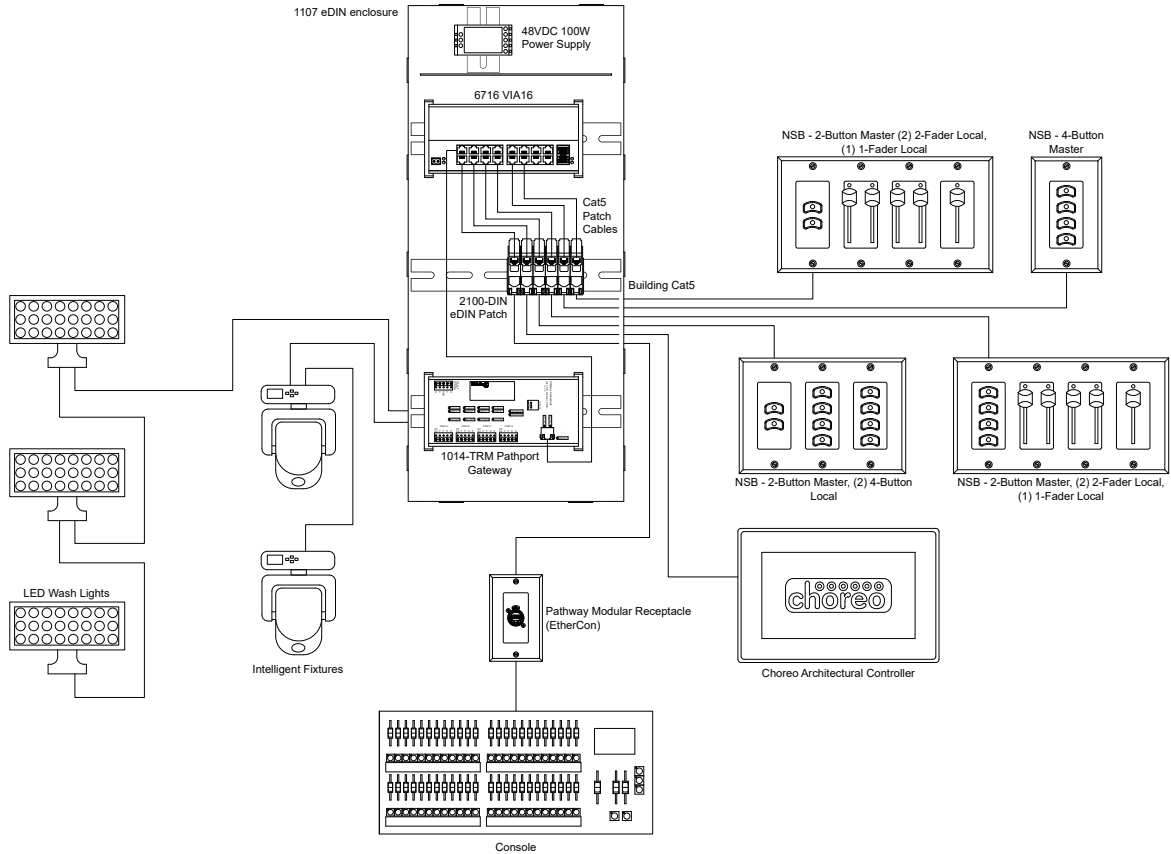 1107 eDIN enclosure
48VDC 100W
Power Supply
6716 VIA16
NSB - 2-Button Master (2) 2-Fader Local,
(1) 1-Fader Local
NSB - 4-Button
Master
Cat5
Patch
Cables
Building Cat5
2100-DIN
eDIN Patch
1014-TRM Pathport
Gateway
NSB - 2-Button Master, (2) 4-Button
Local
NSB - 2-Button Master, (2) 2-Fader Local,
(1) 1-Fader Local
LED Wash Lights
Intelligent Fixtures
Pathway Modular Receptacle
(EtherCon)
choreo
Choreo Architectural Controller
Console